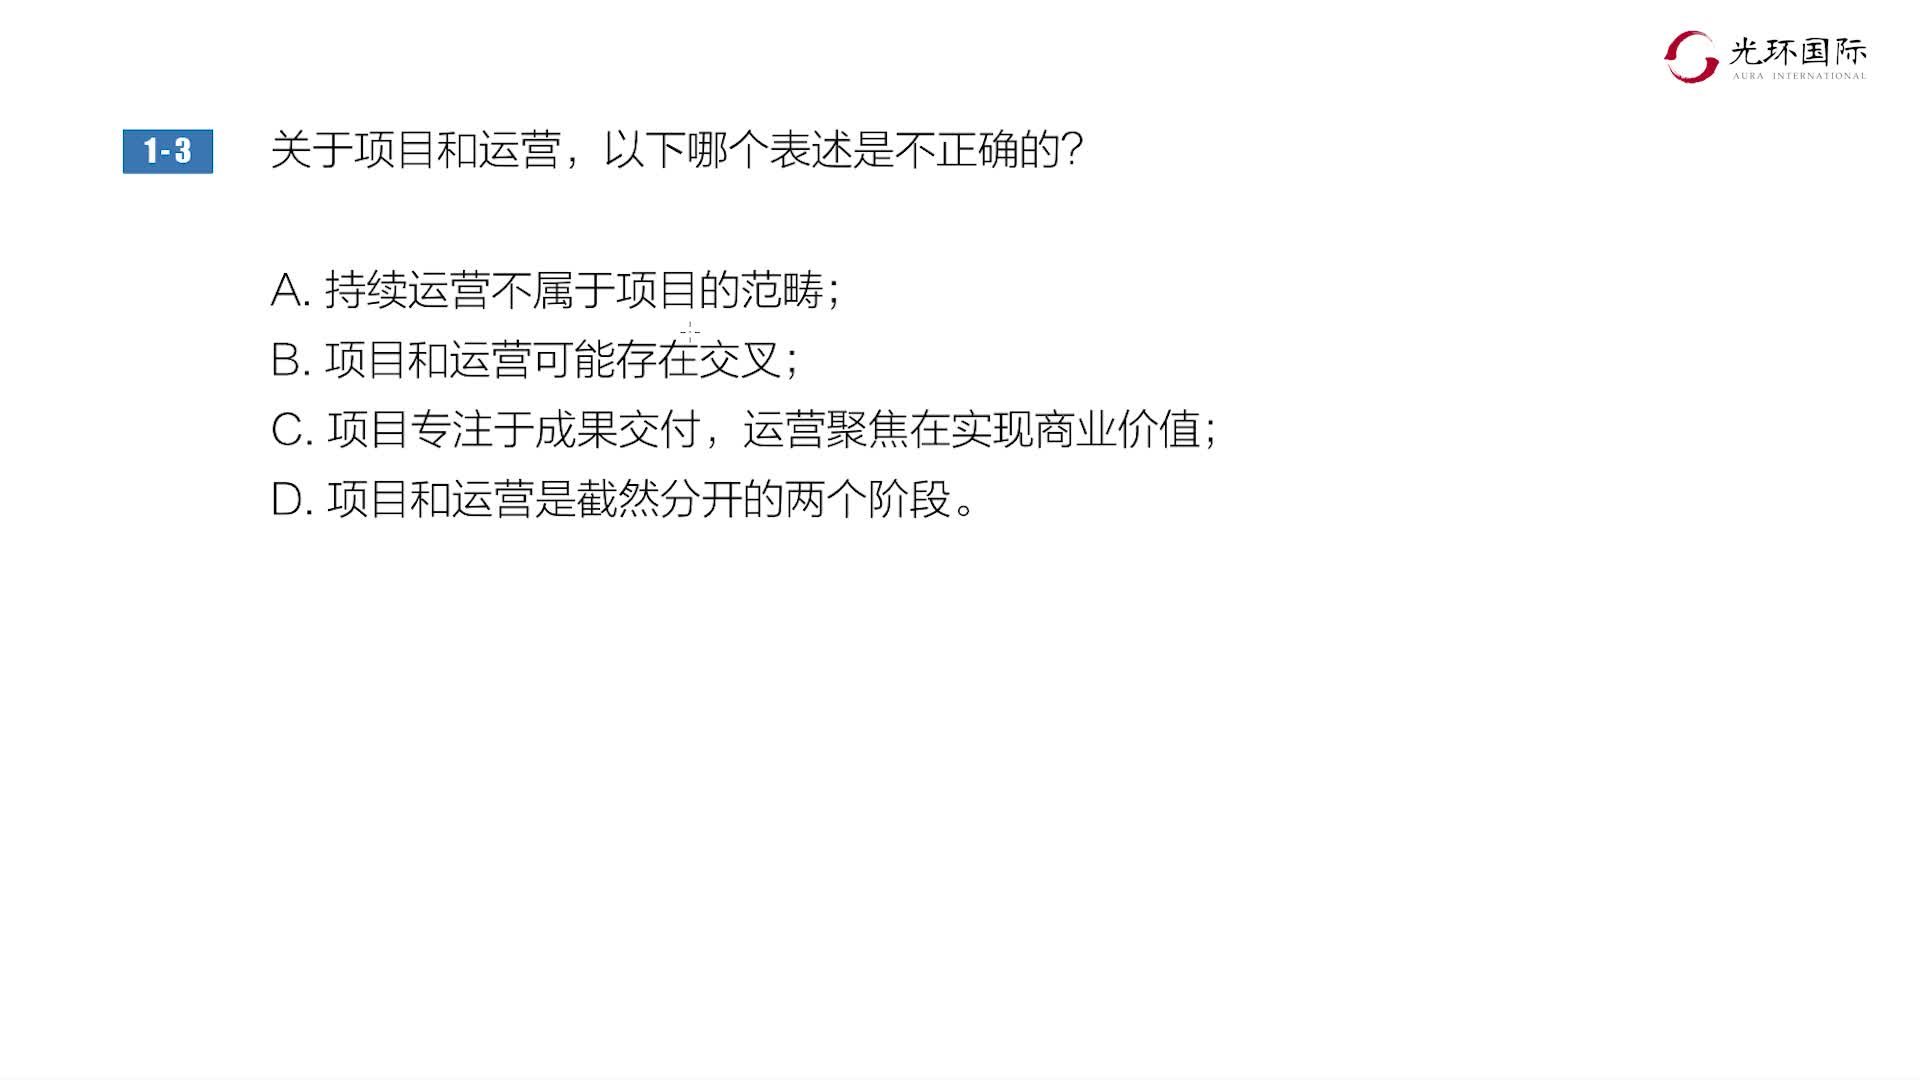 光环国际
AURA INTERNATIONAL
1-3 关于项目和运营，以下哪个表述是不正确的？
A. 持续运营不属于项目的范畴；
B. 项目和运营可能存在交叉；
C. 项目专注于成果交付，运营聚焦在实现商业价值；
D. 项目和运营是截然分开的两个阶段。